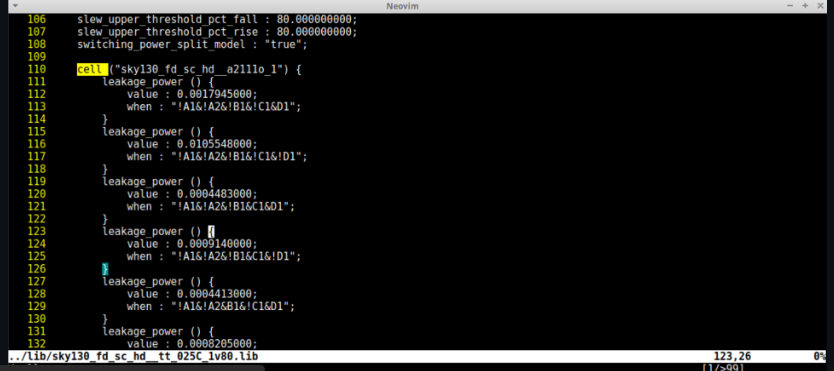 Neovim
106 slew_upper_threshold_pct_fall : 80.000000000;
107 slew_upper_threshold_pct_rise : 80.000000000;
108 switching_power_split_model : "true";
109
110 cell ("sky130_fd_sc_hd__a2111o_1") {
111 leakage_power () {
112 value : 0.0017945000;
113 when : "!A1&!A2&!B1&!C1&D1";
114 }
115 leakage_power () {
116 value : 0.0105548000;
117 when : "!A1&!A2&!B1&!C1&!D1";
118 }
119 leakage_power () {
120 value : 0.0004483000;
121 when : "!A1&!A2&!B1&C1&D1";
122 }
123 leakage_power () {
124 value : 0.0009140000;
125 when : "!A1&!A2&!B1&C1&!D1";
126 }
127 leakage_power () {
128 value : 0.0004413000;
129 when : "!A1&!A2&B1&!C1&D1";
130 }
131 leakage_power () {
132 value : 0.0008205000;
../lib/sky130_fd_sc_hd__tt_025C_1v80.lib 123,26 0%
[1/>99]